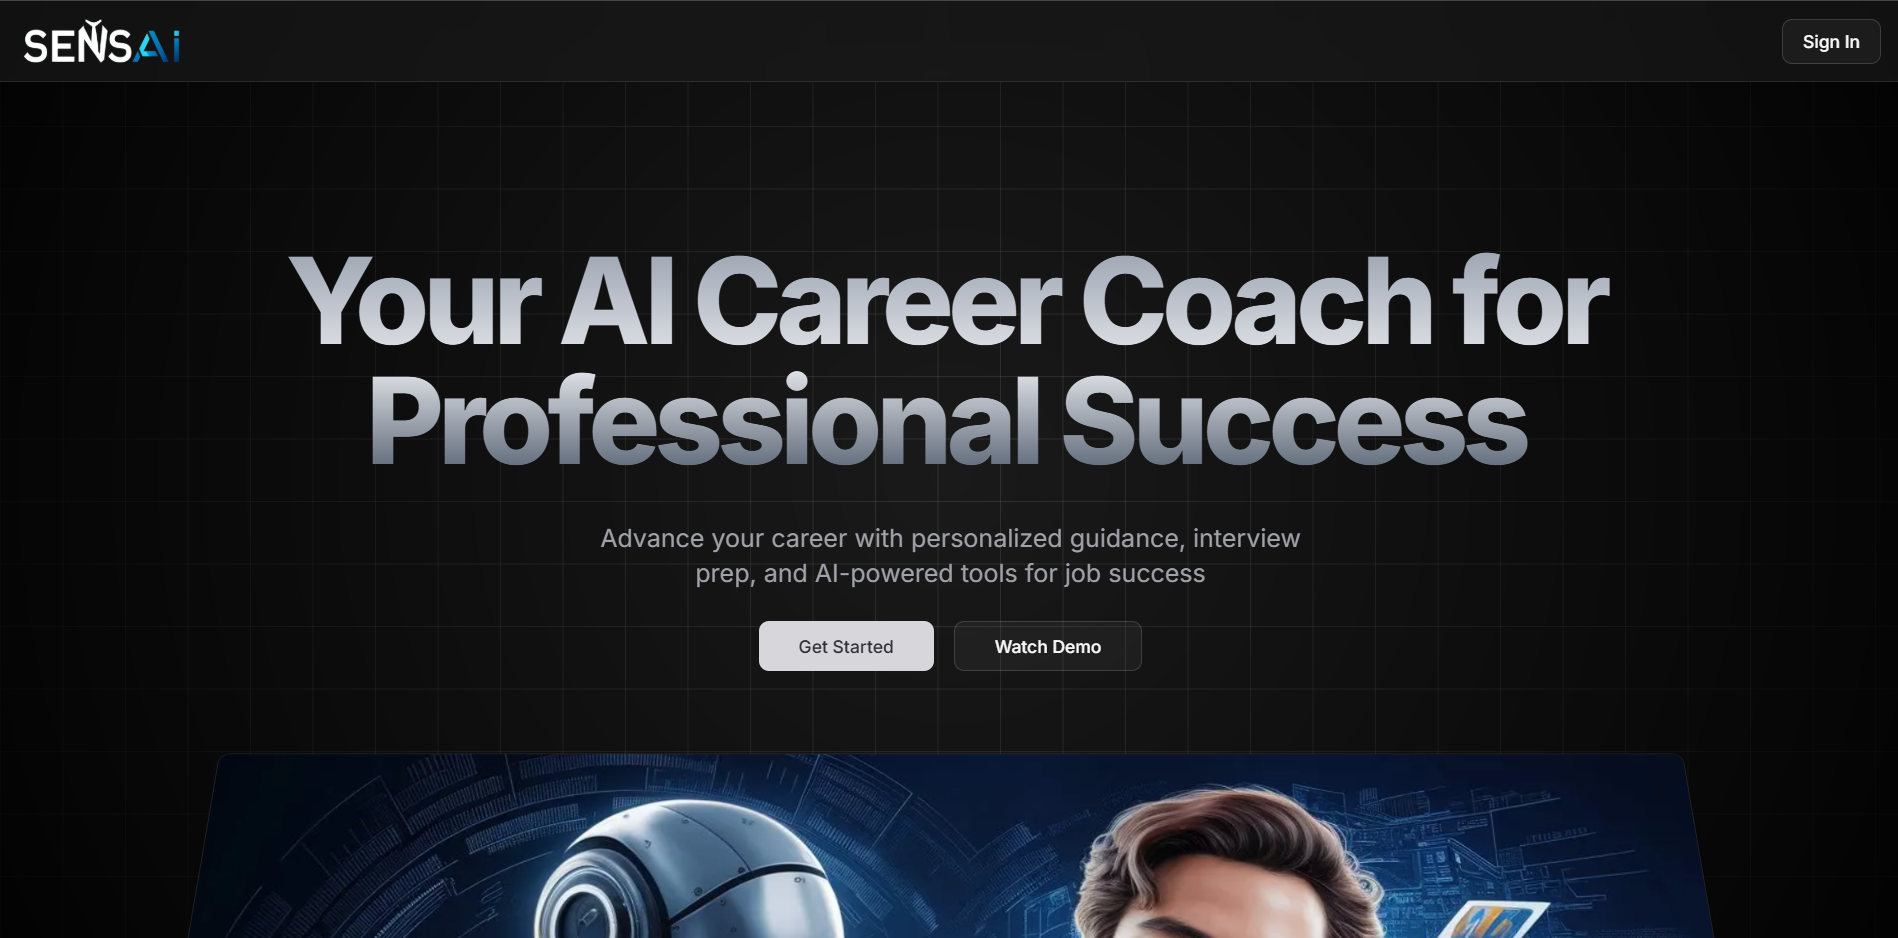 SENSAi
Sign In
Your AI Career Coach for
Professional Success
Advance your career with personalized guidance, interview
prep, and AI-powered tools for job success
Get Started
Watch Demo